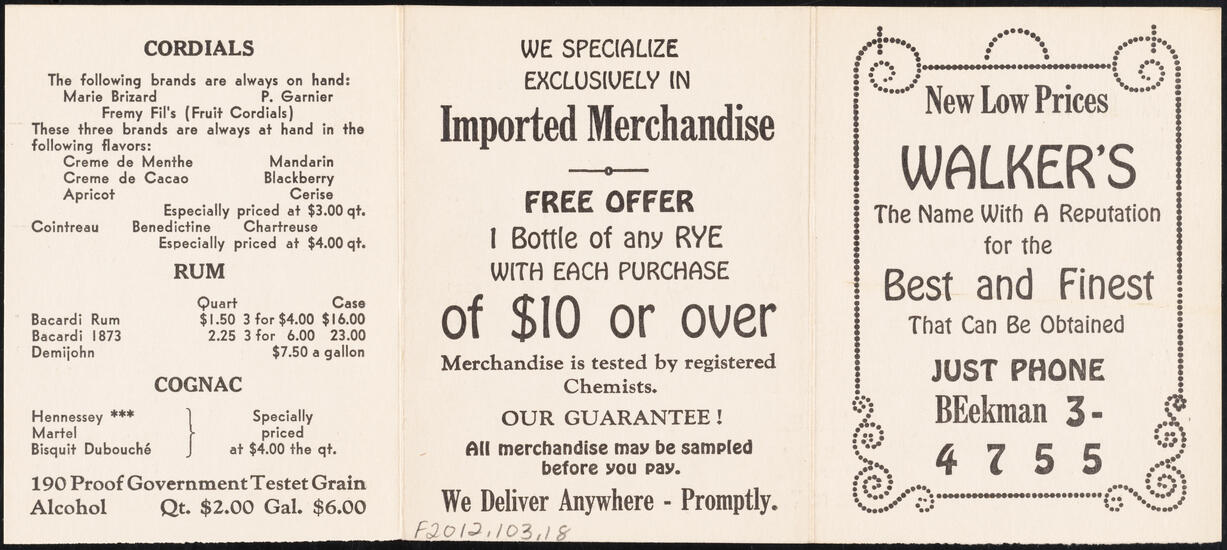 CORDIALS
The following brands are always on hand:
Marie Brizard P. Garnier
Fremy Fil's (Fruit Cordials)
These three brands are always at hand in the
following flavors:
Creme de Menthe Mandarin
Creme de Cacao Blackberry
Apricot Cerise
Especially priced at $3.00 qt.
Cointreau Benedictine Chartreuse
Especially priced at $4.00 qt.
RUM
Quart Case
Bacardi Rum $1.50 3 for $4.00 $16.00
Bacardi 1873 2.25 3 for 6.00 23.00
Demijohn $7.50 a gallon
COGNAC
Hennessey *** Specially
Martel priced
Bisquit Dubouché at $4.00 the qt.
190 Proof Government Testet Grain
Alcohol Qt. $2.00 Gal. $6.00
WE SPECIALIZE
EXCLUSIVELY IN
Imported Merchandise
FREE OFFER
1 Bottle of any RYE
WITH EACH PURCHASE
of $10 or over
Merchandise is tested by registered
Chemists.
OUR GUARANTEE!
All merchandise may be sampled
before you pay.
We Deliver Anywhere - Promptly.
F2012.103.18
New Low Prices
WALKER'S
The Name With A Reputation
for the
Best and Finest
That Can Be Obtained
JUST PHONE
BEekman 3-
4 7 5 5